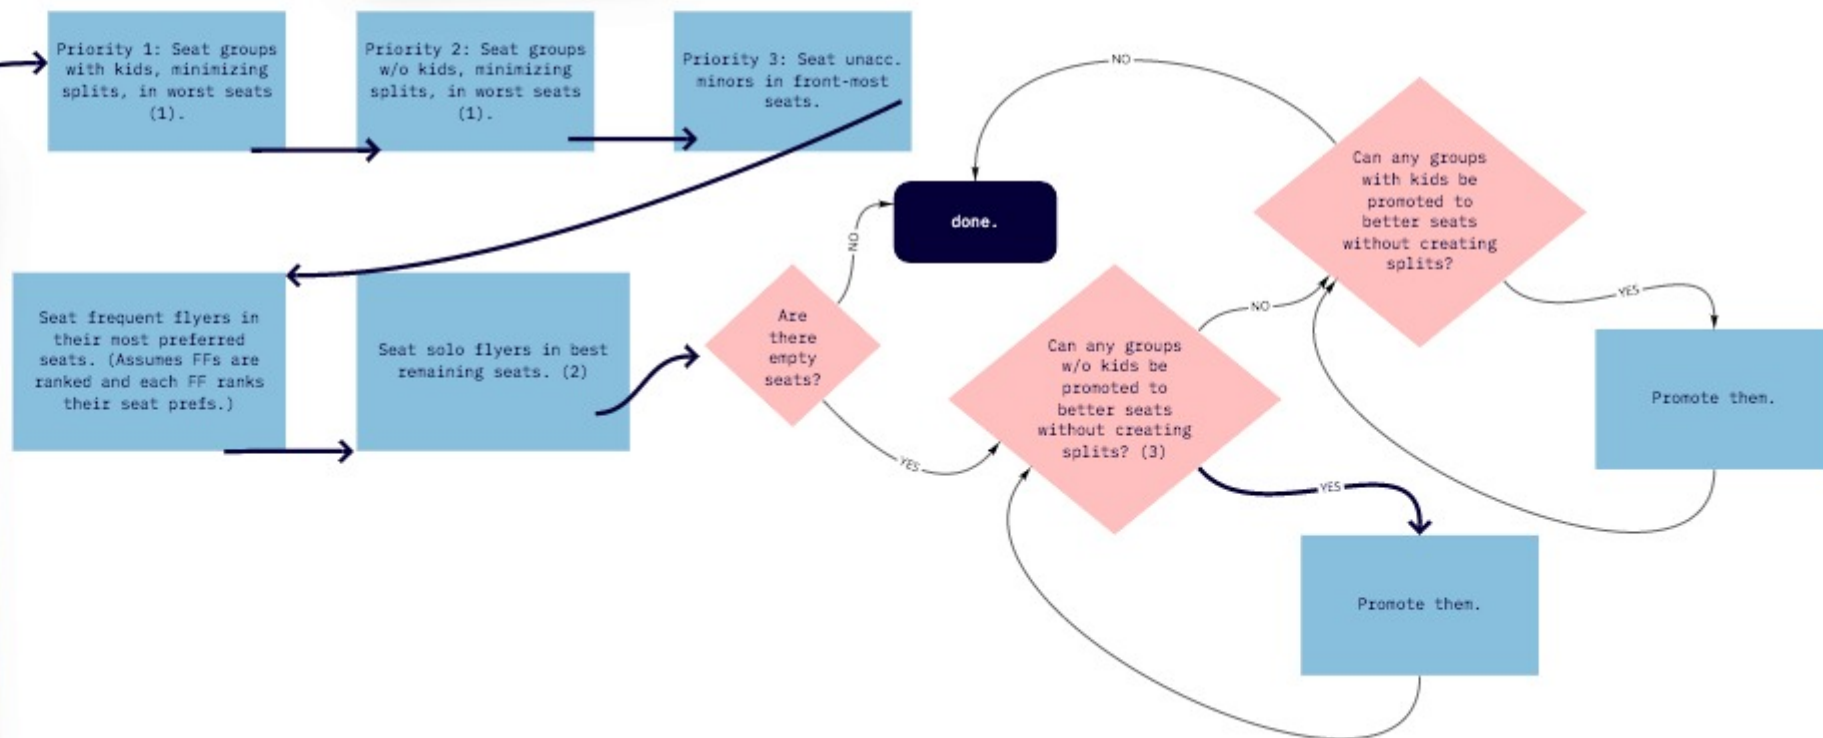 Priority 1: Seat groups
with kids, minimizing
splits, in worst seats
(1).
Priority 2: Seat groups
w/o kids, minimizing
splits, in worst seats
(1).
Priority 3: Seat unacc.
minors in front-most
seats.
Seat frequent flyers in
their most preferred
seats. (Assumes FFs are
ranked and each FF ranks
their seat prefs.)
Seat solo flyers in best
remaining seats. (2)
Are
there
empty
seats?
NO
done.
YES
Can any groups
w/o kids be
promoted to
better seats
without creating
splits? (3)
YES
Promote them.
NO
Can any groups
with kids be
promoted to
better seats
without creating
splits?
YES
Promote them.
NO